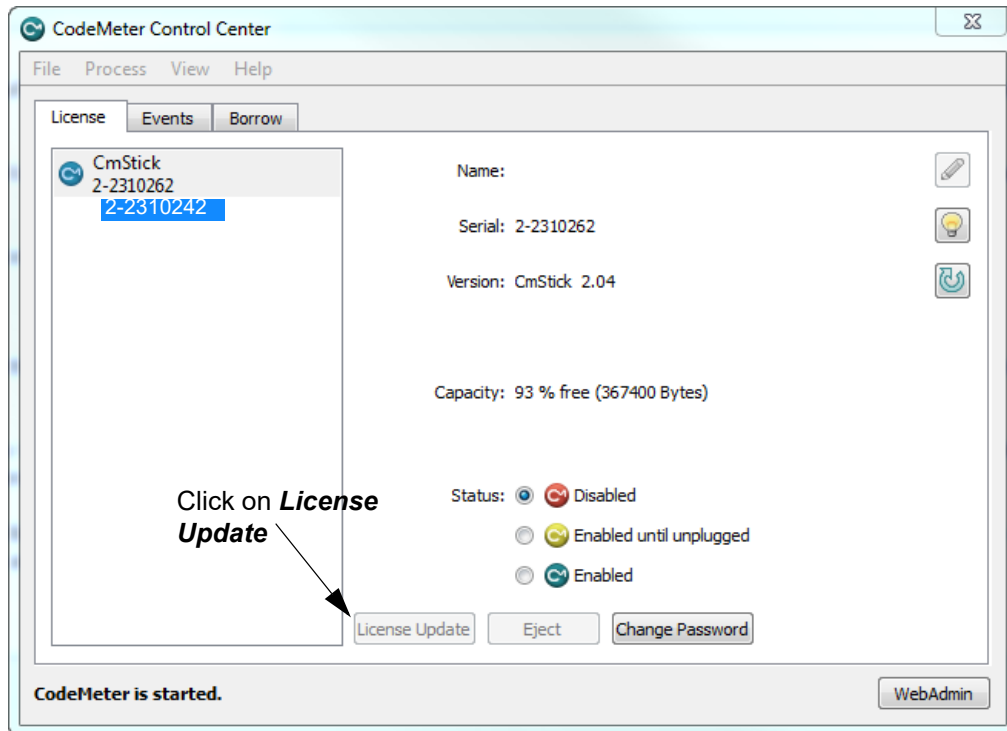 CodeMeter Control Center
File Process View Help
License Events Borrow
CmStick
2-2310262
2-2310242
Name:
Serial: 2-2310262
Version: CmStick 2.04
Capacity: 93 % free (367400 Bytes)
Status: Disabled
Enabled until unplugged
Enabled
Click on License
Update
License Update Eject Change Password
CodeMeter is started.
WebAdmin